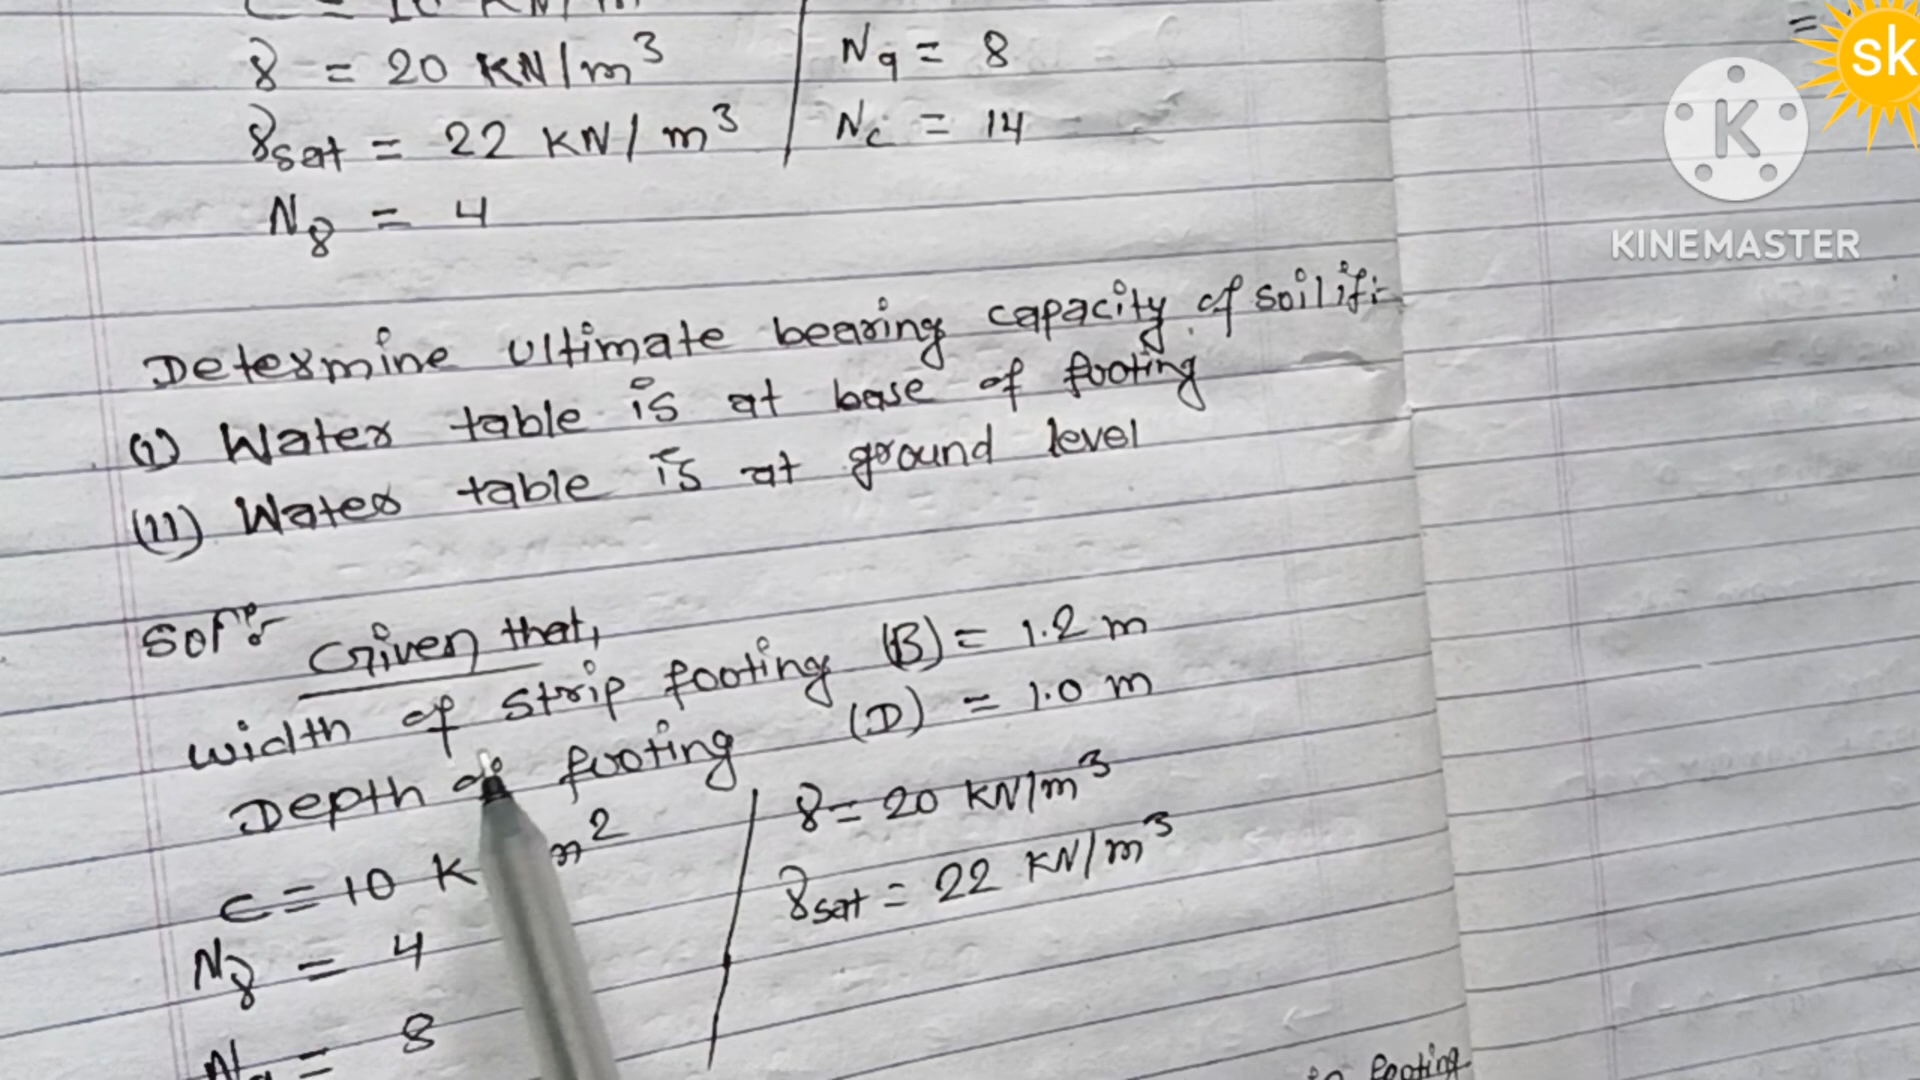 γ = 20 KN/m³
Nq = 8
γsat = 22 KN/m³
Nc = 14
Nγ = 4
Determine ultimate bearing capacity of soil if:-
(i) Water table is at base of footing
(ii) Water table is at ground level
Solⁿ:-
Given that,
width of strip footing (B) = 1.2 m
Depth of footing (D) = 1.0 m
c = 10 K m²
γ = 20 KN/m³
γsat = 22 KN/m³
Nγ = 4
= 8
footing
=
sk
K
KINEMASTER